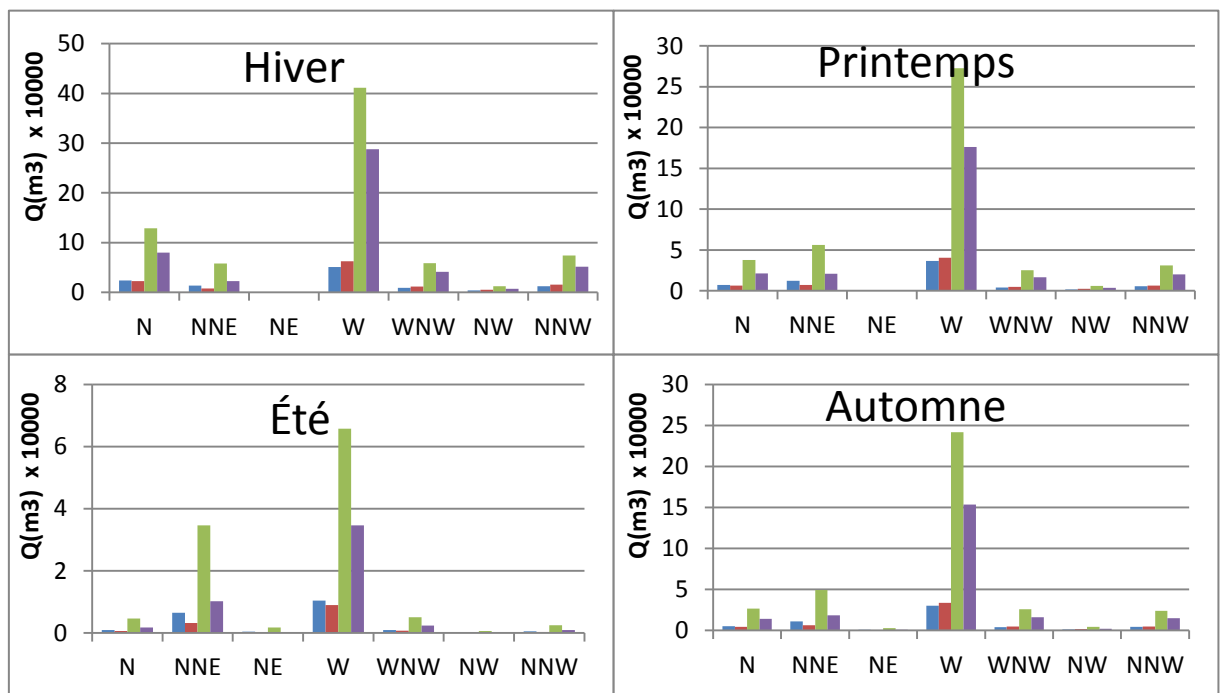 Hiver
Q(m3) x 10000
50
40
30
20
10
0
N NNE NE W WNW NW NNW
Printemps
Q(m3) x 10000
30
25
20
15
10
5
0
N NNE NE W WNW NW NNW
Été
Q(m3) x 10000
8
6
4
2
0
N NNE NE W WNW NW NNW
Automne
Q(m3) x 10000
30
25
20
15
10
5
0
N NNE NE W WNW NW NNW